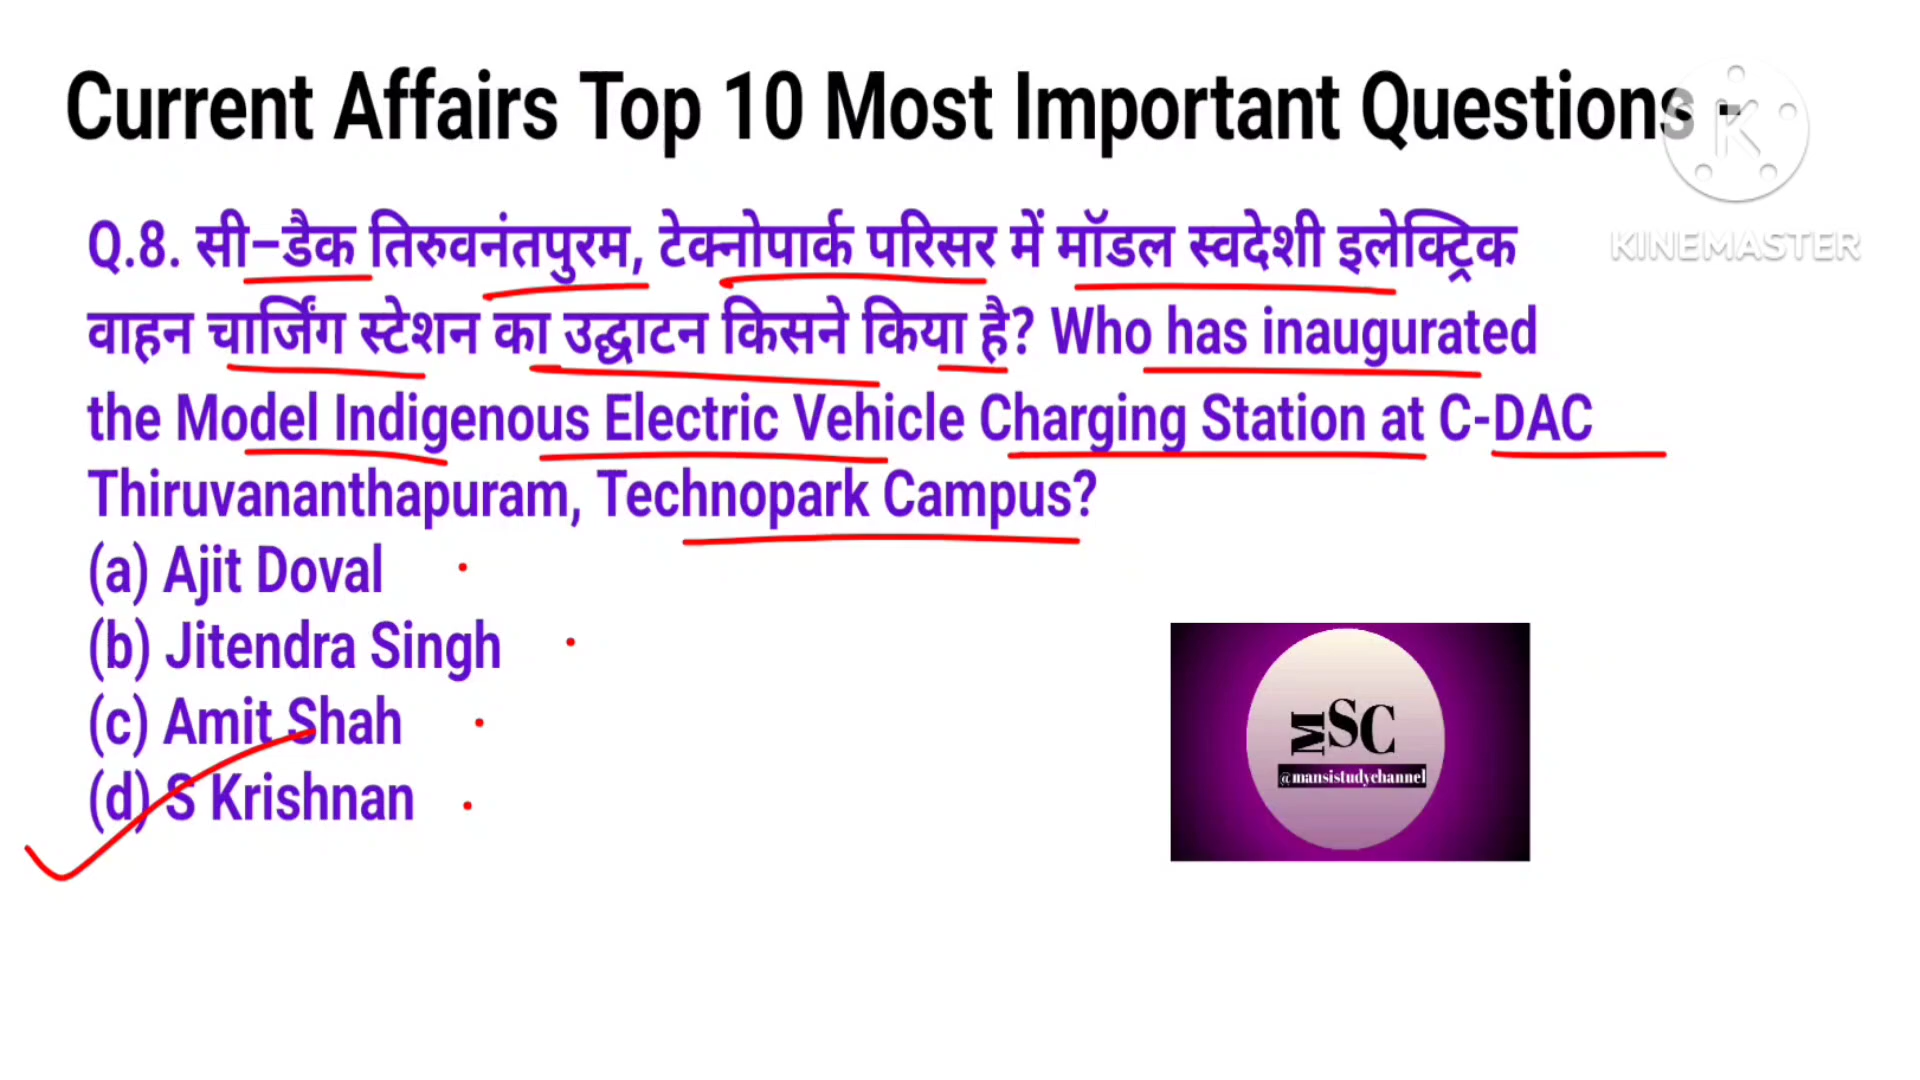 Current Affairs Top 10 Most Important Questions -
KINEMASTER
Q.8. सी-डैक तिरुवनंतपुरम, टेक्नोपार्क परिसर में मॉडल स्वदेशी इलेक्ट्रिक
वाहन चार्जिंग स्टेशन का उद्घाटन किसने किया है? Who has inaugurated
the Model Indigenous Electric Vehicle Charging Station at C-DAC
Thiruvananthapuram, Technopark Campus?
(a) Ajit Doval
(b) Jitendra Singh
(c) Amit Shah
(d) S Krishnan
MSC
@mansistudychannel